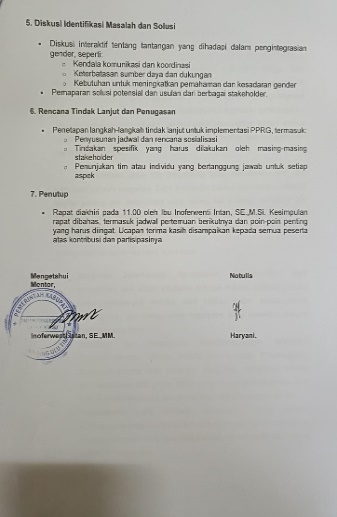 5. Diskusi Identifikasi Masalah dan Solusi
• Diskusi interaktif tentang tantangan yang dihadapi dalam pengintegrasian
gender, seperti:
o Kendala komunikasi dan koordinasi
o Keterbatasan sumber daya dan dukungan
o Kebutuhan untuk meningkatkan pemahaman dan kesadaran gender
• Pemaparan solusi potensial dan usulan dari berbagai stakeholder.
6. Rencana Tindak Lanjut dan Penugasan
• Penetapan langkah-langkah tindak lanjut untuk implementasi PPRG, termasuk:
o Penyusunan jadwal dan rencana sosialisasi
o Tindakan spesifik yang harus dilakukan oleh masing-masing
stakeholder
o Penunjukan tim atau individu yang bertanggung jawab untuk setiap
aspek
7. Penutup
• Rapat diakhiri pada 11.00 oleh Ibu Inoferwenti Intan, SE.,M.Si. Kesimpulan
rapat dibahas, termasuk jadwal pertemuan berikutnya dan poin-poin penting
yang harus diingat. Ucapan terima kasih disampaikan kepada semua peserta
atas kontribusi dan partisipasinya.
Mengetahui Notulis
Mentor,
PEMERINTAH KABUPATEN
Inoferwenti Intan, SE.,MM. Haryani.